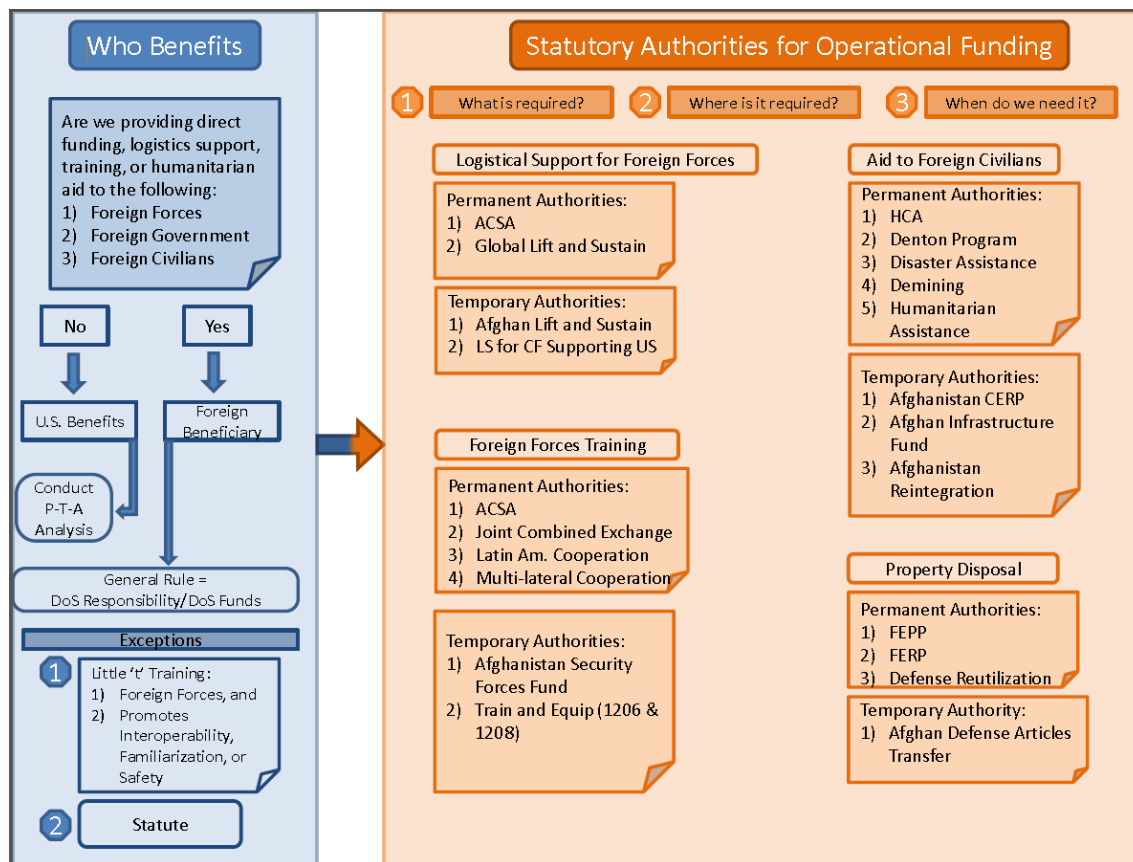 Who Benefits
Are we providing direct
funding, logistics support,
training, or humanitarian
aid to the following:
1) Foreign Forces
2) Foreign Government
3) Foreign Civilians
No
Yes
U.S. Benefits
Foreign
Beneficiary
Conduct
P-T-A
Analysis
General Rule =
DoS Responsibility/DoS Funds
Exceptions
1
Little 't' Training:
1) Foreign Forces, and
2) Promotes
Interoperability,
Familiarization, or
Safety
2
Statute
Statutory Authorities for Operational Funding
1 What is required?
2 Where is it required?
3 When do we need it?
Logistical Support for Foreign Forces
Permanent Authorities:
1) ACSA
2) Global Lift and Sustain
Temporary Authorities:
1) Afghan Lift and Sustain
2) LS for CF Supporting US
Foreign Forces Training
Permanent Authorities:
1) ACSA
2) Joint Combined Exchange
3) Latin Am. Cooperation
4) Multi-lateral Cooperation
Temporary Authorities:
1) Afghanistan Security
Forces Fund
2) Train and Equip (1206 &
1208)
Aid to Foreign Civilians
Permanent Authorities:
1) HCA
2) Denton Program
3) Disaster Assistance
4) Demining
5) Humanitarian
Assistance
Temporary Authorities:
1) Afghanistan CERP
2) Afghan Infrastructure
Fund
3) Afghanistan
Reintegration
Property Disposal
Permanent Authorities:
1) FEPP
2) FERP
3) Defense Reutilization
Temporary Authority:
1) Afghan Defense Articles
Transfer